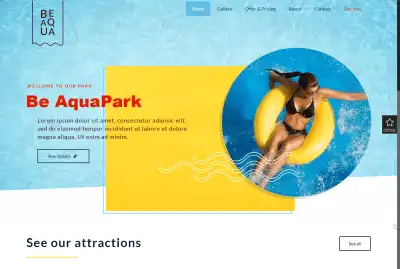 BE
AQ
UA
Home
Gallery
Offer & Pricing
About
Contact
WELCOME TO OUR PARK
Be AquaPark
Lorem ipsum dolor sit amet, consectetur adipisic elit,
sed do eiusmod tempor incididunt ut labore et dolore
magna aliqua. Ut enim ad minim.
Buy tickets
See our attractions
See all